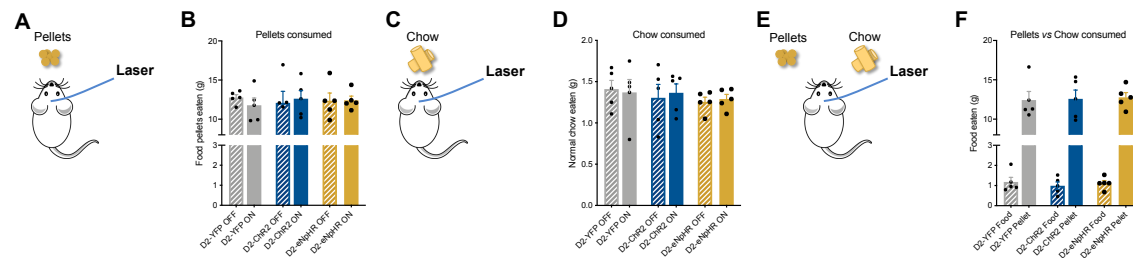 A
Pellets
Laser
B
Pellets consumed
Food pellets eaten (g)
20
15
10
3
2
1
0
D2-YFP OFF
D2-YFP ON
D2-ChR2 OFF
D2-ChR2 ON
D2-eNpHR OFF
D2-eNpHR ON
C
Chow
Laser
D
Chow consumed
Normal chow eaten (g)
2.0
1.5
1.0
0.5
0.0
D2-YFP OFF
D2-YFP ON
D2-ChR2 OFF
D2-ChR2 ON
D2-eNpHR OFF
D2-eNpHR ON
E
Pellets
Chow
Laser
F
Pellets vs Chow consumed
Food eaten (g)
20
15
10
3
2
1
0
D2-YFP Food
D2-YFP Pellet
D2-ChR2 Food
D2-ChR2 Pellet
D2-eNpHR Food
D2-eNpHR Pellet